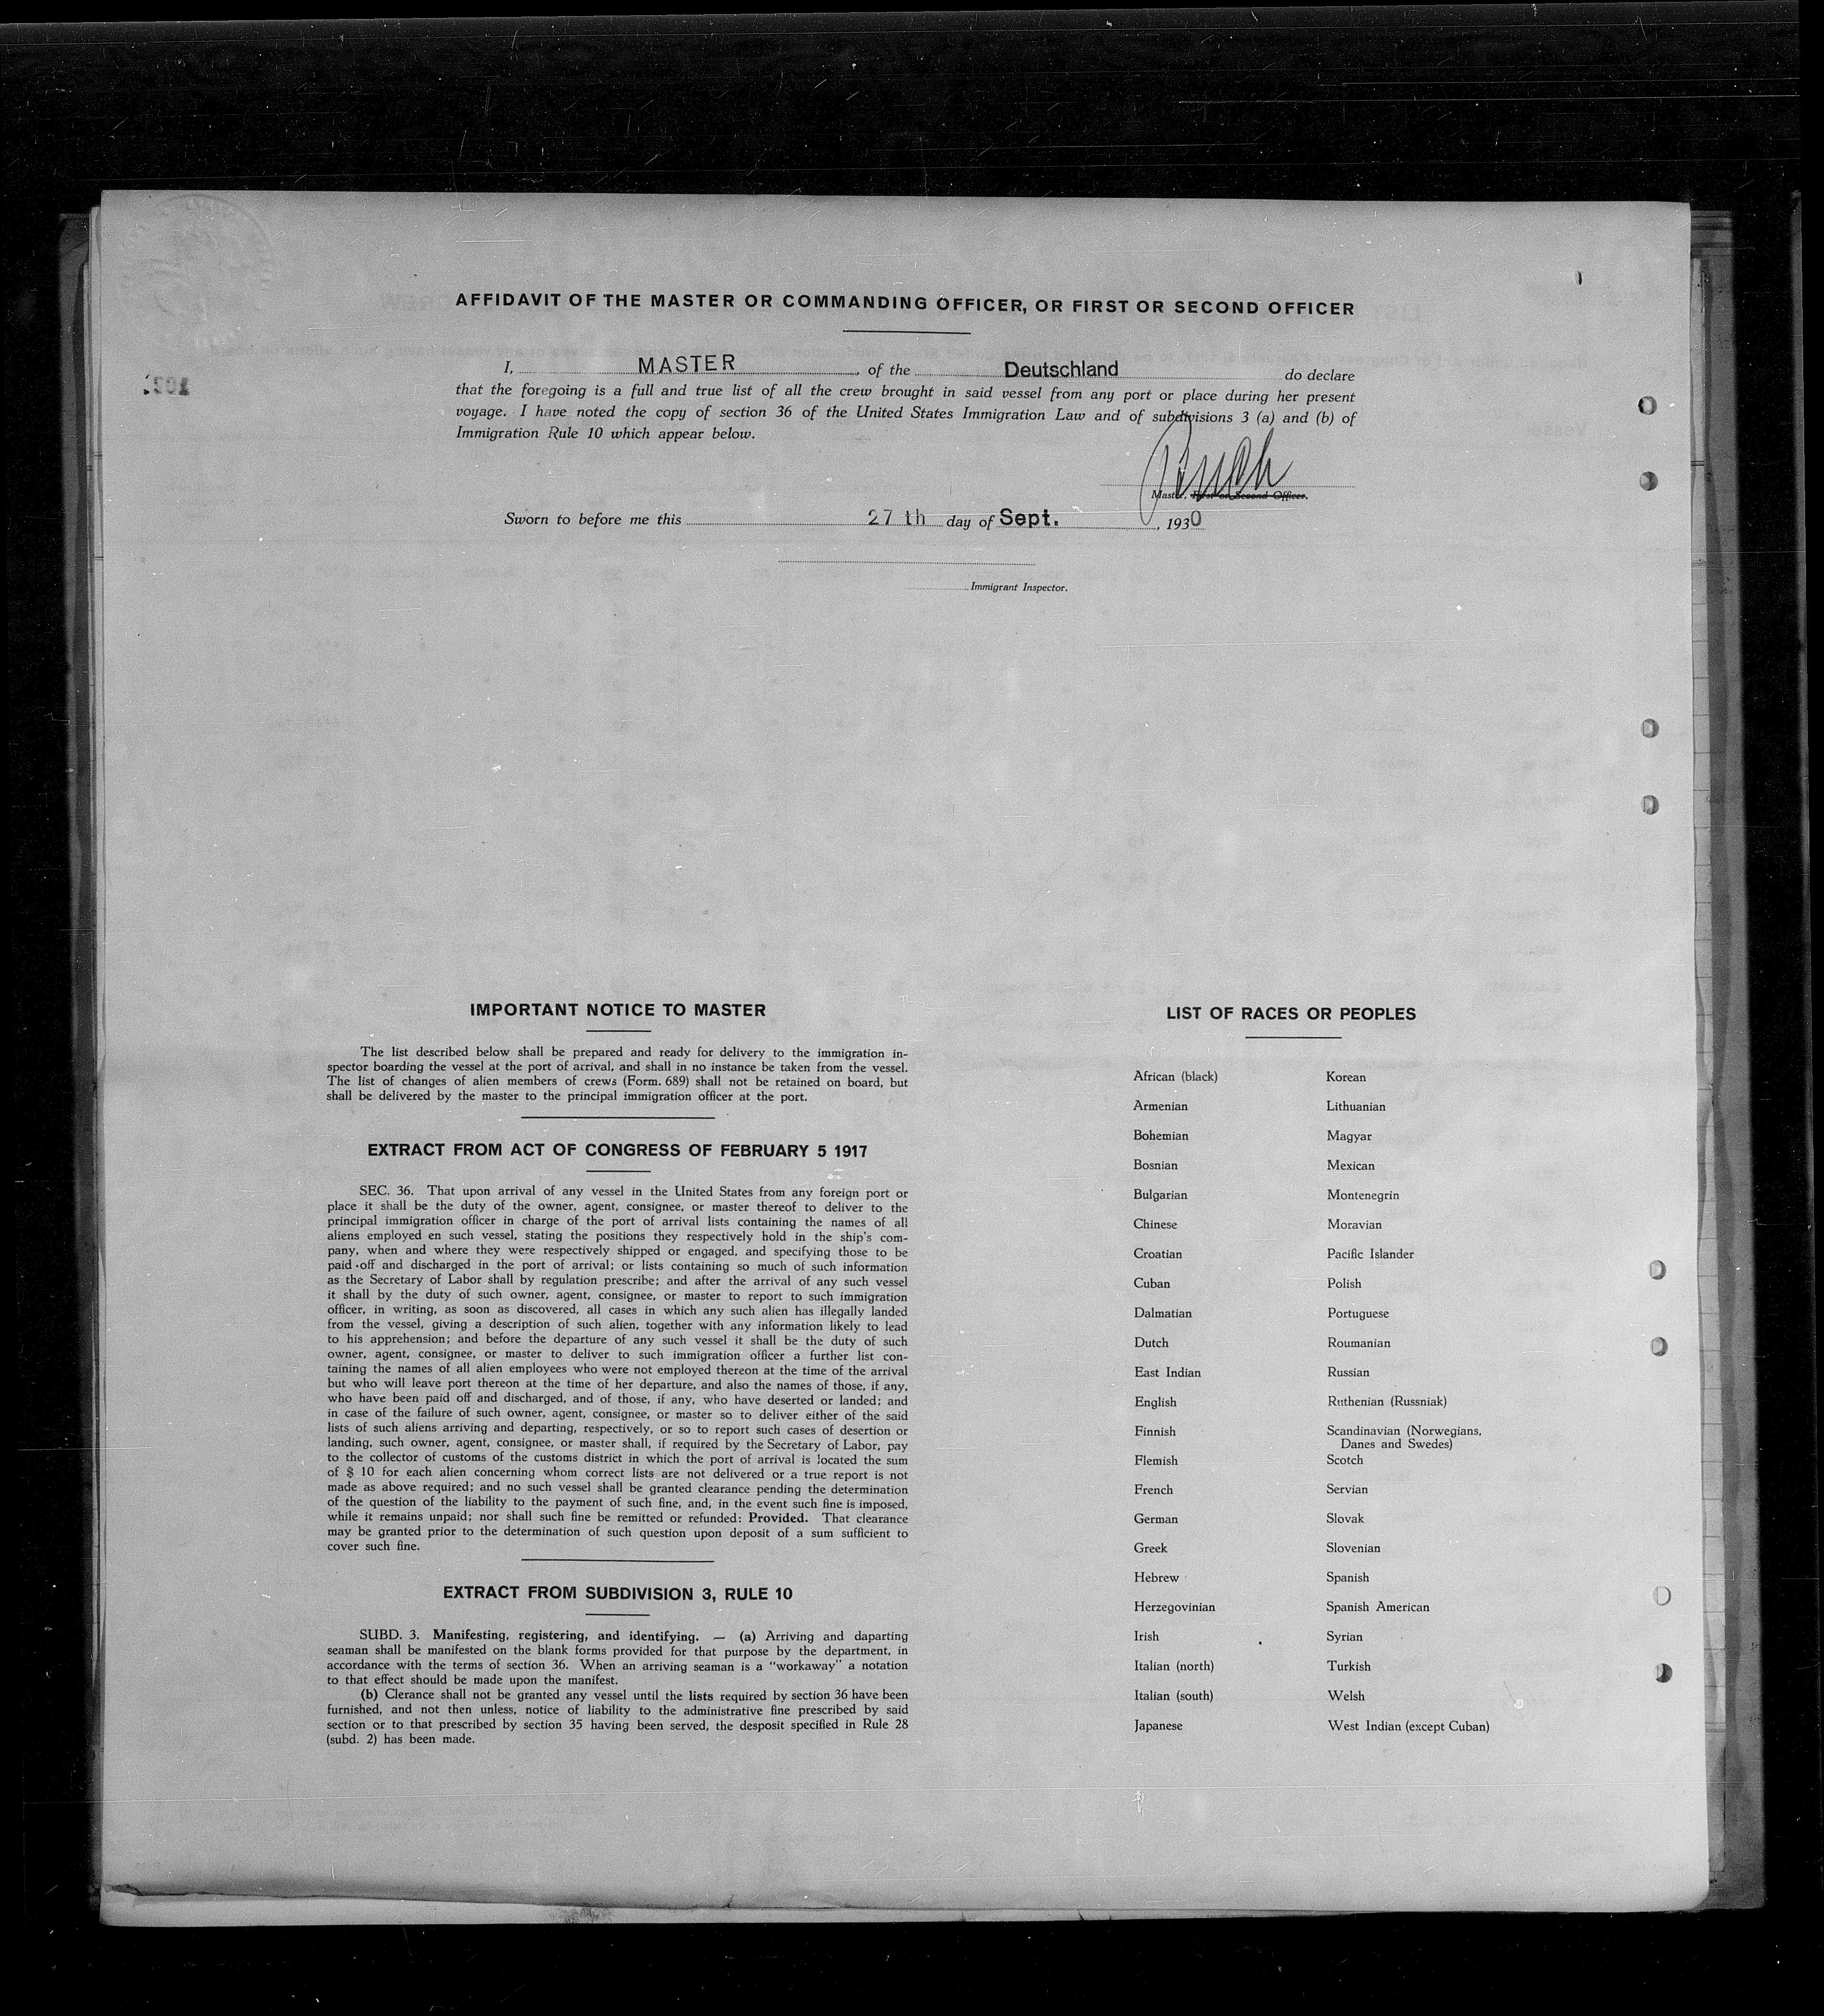 AFFIDAVIT OF THE MASTER OR COMMANDING OFFICER, OR FIRST OR SECOND OFFICER
I, MASTER, of the Deutschland do declare
that the foregoing is a full and true list of all the crew brought in said vessel from any port or place during her present
voyage. I have noted the copy of section 36 of the United States Immigration Law and of subdivisions 3 (a) and (b) of
Immigration Rule 10 which appear below.
Master, First or Second Officer.
Sworn to before me this 27 th day of Sept., 1930
Immigrant Inspector.
IMPORTANT NOTICE TO MASTER
The list described below shall be prepared and ready for delivery to the immigration in-
spector boarding the vessel at the port of arrival, and shall in no instance be taken from the vessel.
The list of changes of alien members of crews (Form. 689) shall not be retained on board, but
shall be delivered by the master to the principal immigration officer at the port.
EXTRACT FROM ACT OF CONGRESS OF FEBRUARY 5 1917
SEC. 36. That upon arrival of any vessel in the United States from any foreign port or
place it shall be the duty of the owner, agent, consignee, or master thereof to deliver to the
principal immigration officer in charge of the port of arrival lists containing the names of all
aliens employed en such vessel, stating the positions they respectively hold in the ship's com-
pany, when and where they were respectively shipped or engaged, and specifying those to be
paid off and discharged in the port of arrival; or lists containing so much of such information
as the Secretary of Labor shall by regulation prescribe; and after the arrival of any such vessel
it shall by the duty of such owner, agent, consignee, or master to report to such immigration
officer, in writing, as soon as discovered, all cases in which any such alien has illegally landed
from the vessel, giving a description of such alien, together with any information likely to lead
to his apprehension; and before the departure of any such vessel it shall be the duty of such
owner, agent, consignee, or master to deliver to such immigration officer a further list con-
taining the names of all alien employees who were not employed thereon at the time of the arrival
but who will leave port thereon at the time of her departure, and also the names of those, if any,
who have been paid off and discharged, and of those, if any, who have deserted or landed; and
in case of the failure of such owner, agent, consignee, or master so to deliver either of the said
lists of such aliens arriving and departing, respectively, or so to report such cases of desertion or
landing, such owner, agent, consignee, or master shall, if required by the Secretary of Labor, pay
to the collector of customs of the customs district in which the port of arrival is located the sum
of $ 10 for each alien concerning whom correct lists are not delivered or a true report is not
made as above required; and no such vessel shall be granted clearance pending the determination
of the question of the liability to the payment of such fine, and, in the event such fine is imposed,
while it remains unpaid; nor shall such fine be remitted or refunded: Provided. That clearance
may be granted prior to the determination of such question upon deposit of a sum sufficient to
cover such fine.
EXTRACT FROM SUBDIVISION 3, RULE 10
SUBD. 3. Manifesting, registering, and identifying. — (a) Arriving and daparting
seaman shall be manifested on the blank forms provided for that purpose by the department, in
accordance with the terms of section 36. When an arriving seaman is a "workaway" a notation
to that effect should be made upon the manifest.
(b) Clerance shall not be granted any vessel until the lists required by section 36 have been
furnished, and not then unless, notice of liability to the administrative fine prescribed by said
section or to that prescribed by section 35 having been served, the desposit specified in Rule 28
(subd. 2) has been made.
LIST OF RACES OR PEOPLES
African (black)
Armenian
Bohemian
Bosnian
Bulgarian
Chinese
Croatian
Cuban
Dalmatian
Dutch
East Indian
English
Finnish
Flemish
French
German
Greek
Hebrew
Herzegovinian
Irish
Italian (north)
Italian (south)
Japanese
Korean
Lithuanian
Magyar
Mexican
Montenegrin
Moravian
Pacific Islander
Polish
Portuguese
Roumanian
Russian
Ruthenian (Russniak)
Scandinavian (Norwegians,
Danes and Swedes)
Scotch
Servian
Slovak
Slovenian
Spanish
Spanish American
Syrian
Turkish
Welsh
West Indian (except Cuban)